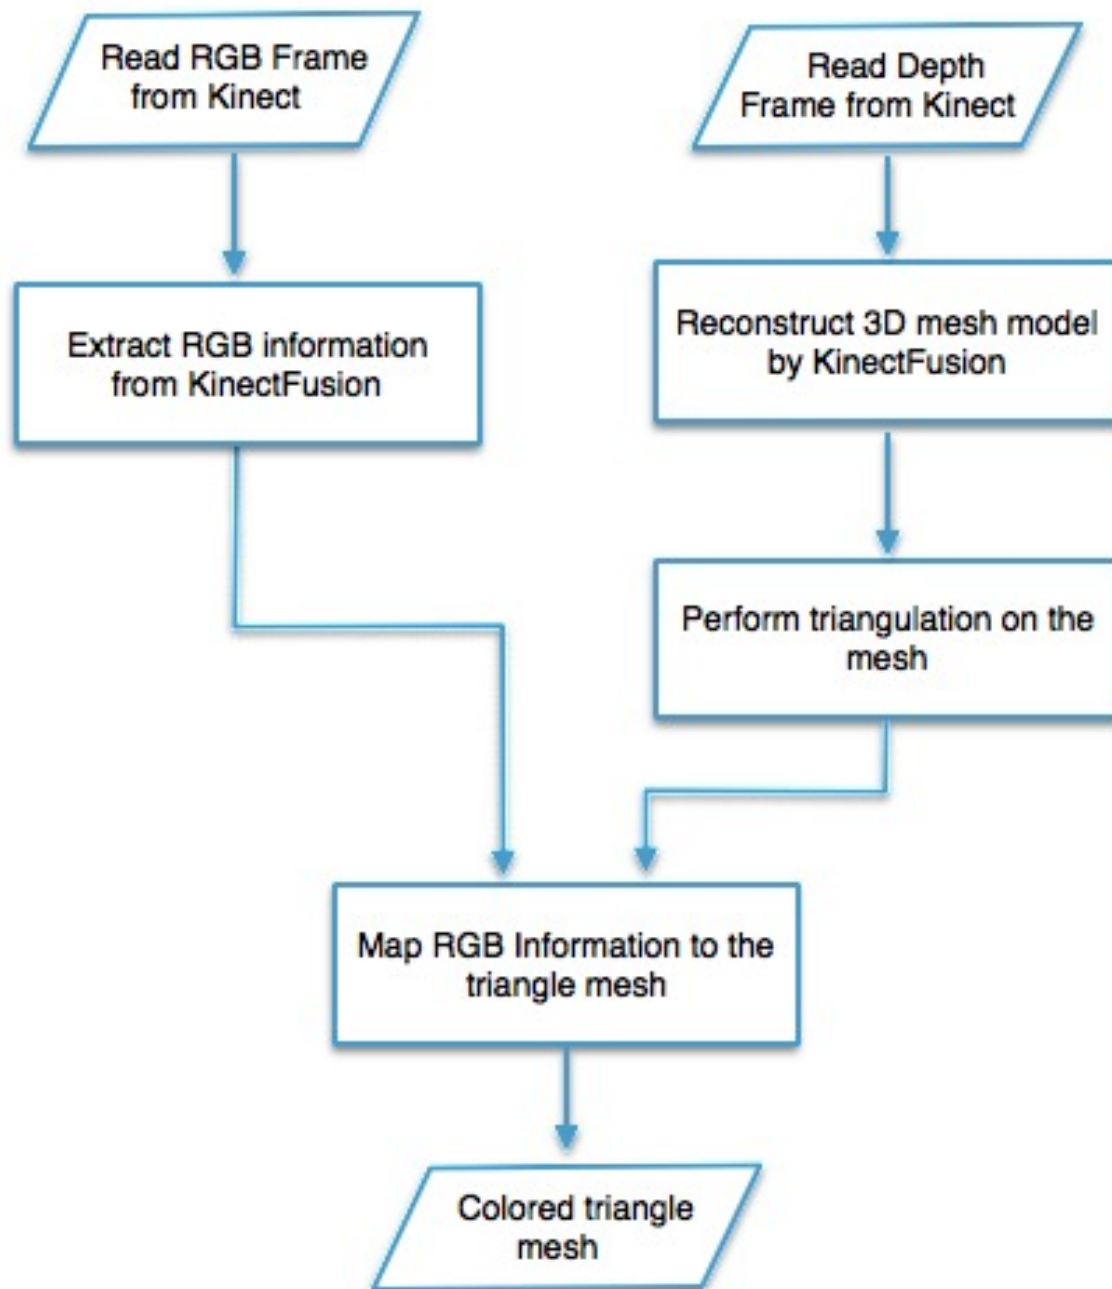 Read RGB Frame
from Kinect
Read Depth
Frame from Kinect
Extract RGB information
from KinectFusion
Reconstruct 3D mesh model
by KinectFusion
Perform triangulation on the
mesh
Map RGB Information to the
triangle mesh
Colored triangle
mesh